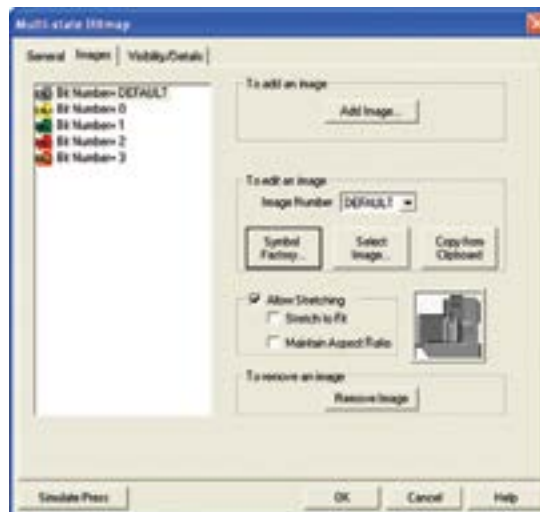 Multi-state Bitmap
General Images Visibility/Details
Bit Number= DEFAULT
Bit Number= 0
Bit Number= 1
Bit Number= 2
Bit Number= 3
To add an image
Add Image...
To edit an image
Image Number DEFAULT
Symbol Factory...
Select Image...
Copy from Clipboard
Allow Stretching
Stretch to Fit
Maintain Aspect Ratio
To remove an image
Remove Image
Simulate Press OK Cancel Help